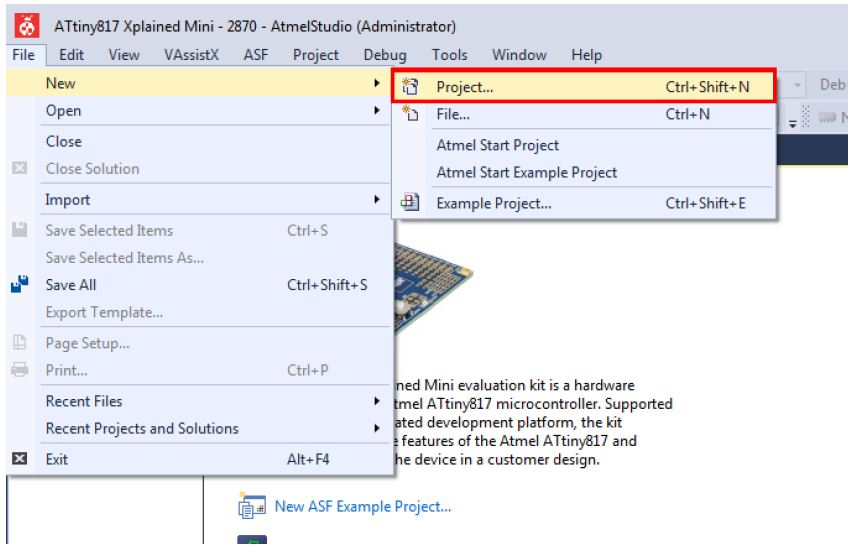 ATtiny817 Xplained Mini - 2870 - AtmelStudio (Administrator)
File Edit View VAssistX ASF Project Debug Tools Window Help
New
Project... Ctrl+Shift+N
Deb
Open
File... Ctrl+N
Close
Atmel Start Project
Close Solution
Atmel Start Example Project
Import
Example Project... Ctrl+Shift+E
Save Selected Items Ctrl+S
Save Selected Items As...
Save All Ctrl+Shift+S
Export Template...
Page Setup...
Print... Ctrl+P
Recent Files
Recent Projects and Solutions
Exit Alt+F4
ned Mini evaluation kit is a hardware
tmel ATtiny817 microcontroller. Supported
ated development platform, the kit
e features of the Atmel ATtiny817 and
he device in a customer design.
New ASF Example Project...